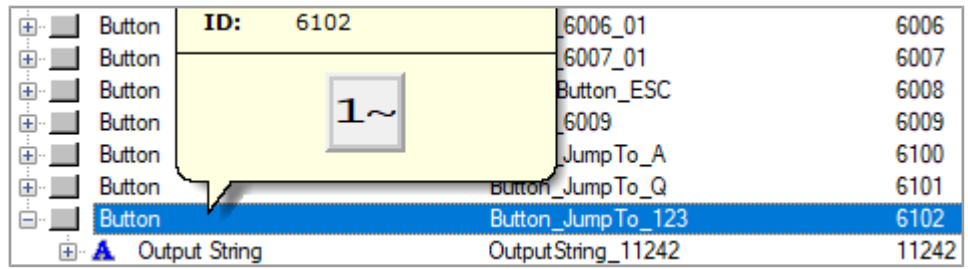 Button ID: 6102 _6006_01 6006
Button _6007_01 6007
Button Button_ESC 6008
1~
Button _6009 6009
Button _JumpTo_A 6100
Button Button_JumpTo_Q 6101
Button Button_JumpTo_123 6102
A Output String OutputString_11242 11242